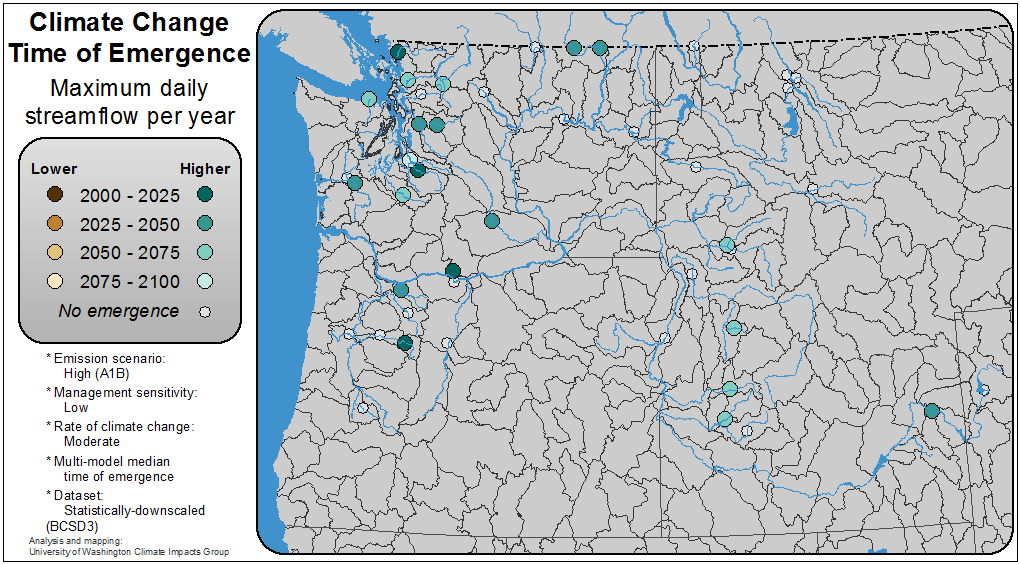 Climate Change
Time of Emergence
Maximum daily
streamflow per year
Lower Higher
2000 - 2025
2025 - 2050
2050 - 2075
2075 - 2100
No emergence
* Emission scenario:
High (A1B)
* Management sensitivity:
Low
* Rate of climate change:
Moderate
* Multi-model median
time of emergence
* Dataset:
Statistically-downscaled
(BCSD3)
Analysis and mapping:
University of Washington Climate Impacts Group